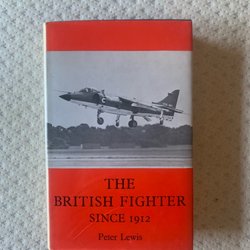 THE
BRITISH FIGHTER
SINCE 1912
Peter Lewis